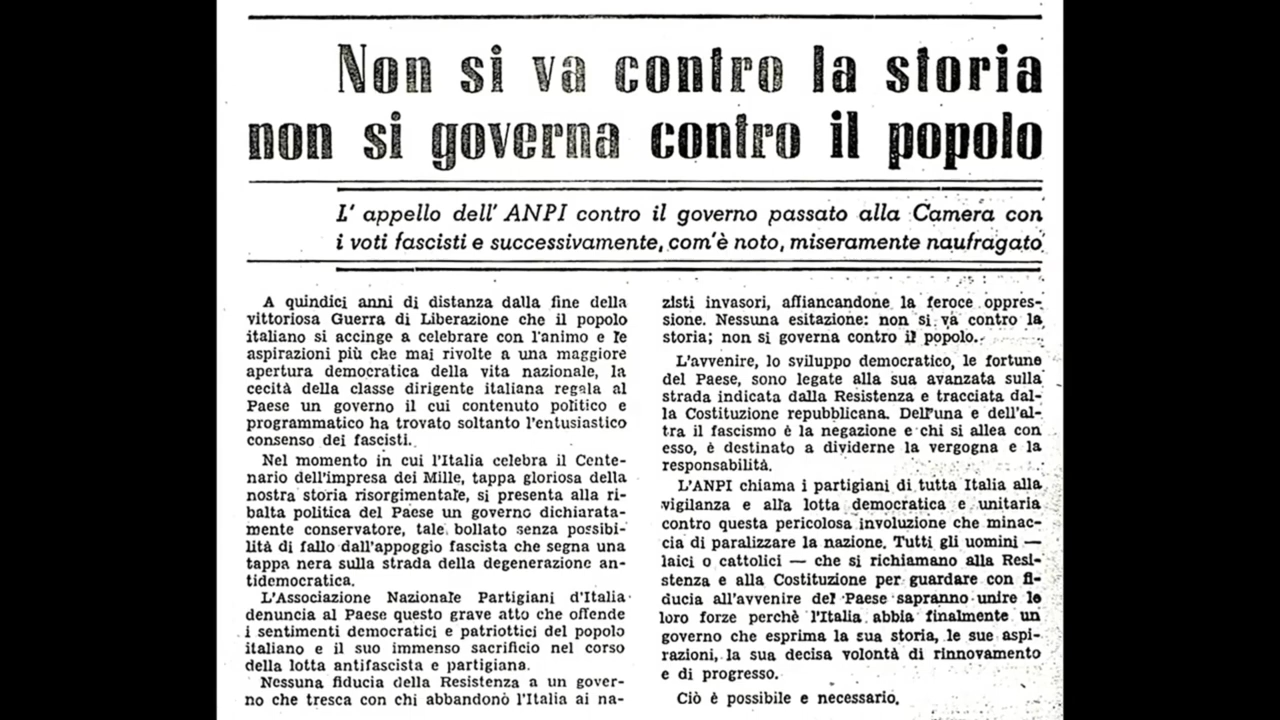 Non si va contro la storia
non si governa contro il popolo
L' appello dell' ANPI contro il governo passato alla Camera con
i voti fascisti e successivamente, com'è noto, miseramente naufragato
A quindici anni di distanza dalla fine della
vittoriosa Guerra di Liberazione che il popolo
italiano si accinge a celebrare con l'animo e le
aspirazioni più che mai rivolte a una maggiore
apertura democratica della vita nazionale, la
cecità della classe dirigente italiana regala al
Paese un governo il cui contenuto politico e
programmatico ha trovato soltanto l'entusiastico
consenso dei fascisti.
Nel momento in cui l'Italia celebra il Cente-
nario dell'impresa dei Mille, tappa gloriosa della
nostra storia risorgimentale, si presenta alla ri-
balta politica del Paese un governo dichiarata-
mente conservatore, tale bollato senza possibi-
lità di fallo dall'appoggio fascista che segna una
tappa nera sulla strada della degenerazione an-
tidemocratica.
L'Associazione Nazionale Partigiani d'Italia
denuncia al Paese questo grave atto che offende
i sentimenti democratici e patriottici del popolo
italiano e il suo immenso sacrificio nel corso
della lotta antifascista e partigiana.
Nessuna fiducia della Resistenza a un gover-
no che tresca con chi abbandonò l'Italia ai na-
zisti invasori, affiancandone la feroce oppres-
sione. Nessuna esitazione: non si va contro la
storia; non si governa contro il popolo.
L'avvenire, lo sviluppo democratico, le fortune
del Paese, sono legate alla sua avanzata sulla
strada indicata dalla Resistenza e tracciata dal-
la Costituzione repubblicana. Dell'una e dell'al-
tra il fascismo è la negazione e chi si allea con
esso, è destinato a dividerne la vergogna e la
responsabilità.
L'ANPI chiama i partigiani di tutta Italia alla
vigilanza e alla lotta democratica e unitaria
contro questa pericolosa involuzione che minac-
cia di paralizzare la nazione. Tutti gli uomini —
laici o cattolici — che si richiamano alla Resi-
stenza e alla Costituzione per guardare con fi-
ducia all'avvenire del Paese sapranno unire le
loro forze perchè l'Italia abbia finalmente un
governo che esprima la sua storia, le sue aspi-
razioni, la sua decisa volontà di rinnovamento
e di progresso.
Ciò è possibile e necessario.